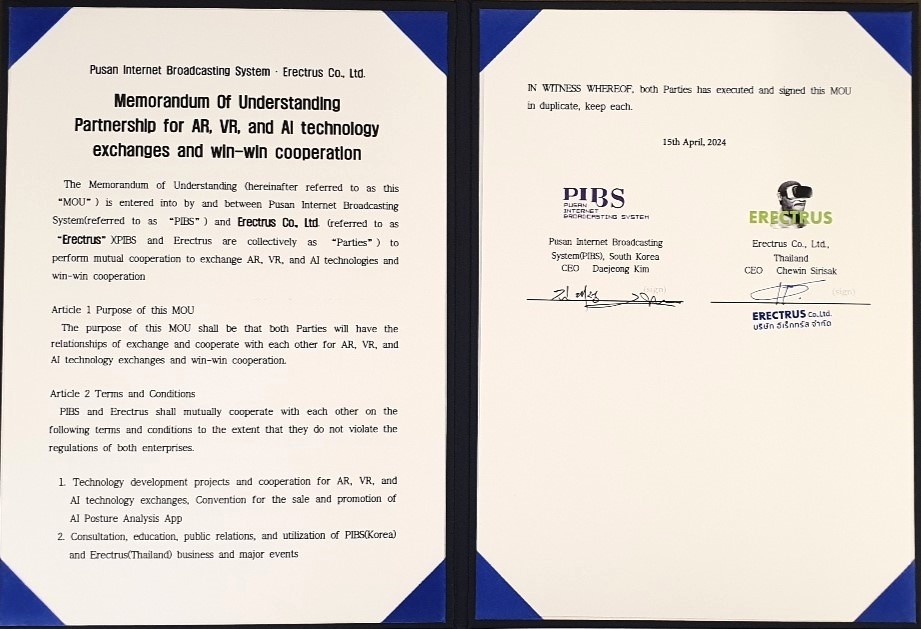 Pusan Internet Broadcasting System · Erectrus Co., Ltd.
Memorandum Of Understanding
Partnership for AR, VR, and AI technology
exchanges and win-win cooperation
The Memorandum of Understanding (hereinafter referred to as this
“MOU”) is entered into by and between Pusan Internet Broadcasting
System(referred to as “PIBS”) and Erectrus Co., Ltd. (referred to as
“Erectrus” )(PIBS and Erectrus are collectively as “Parties”) to
perform mutual cooperation to exchange AR, VR, and AI technologies and
win-win cooperation
Article 1 Purpose of this MOU
The purpose of this MOU shall be that both Parties will have the
relationships of exchange and cooperate with each other for AR, VR, and
AI technology exchanges and win-win cooperation.
Article 2 Terms and Conditions
PIBS and Erectrus shall mutually cooperate with each other on the
following terms and conditions to the extent that they do not violate the
regulations of both enterprises.
1. Technology development projects and cooperation for AR, VR, and
AI technology exchanges, Convention for the sale and promotion of
AI Posture Analysis App
2. Consultation, education, public relations, and utilization of PIBS(Korea)
and Erectrus(Thailand) business and major events
IN WITNESS WHEREOF, both Parties has executed and signed this MOU
in duplicate, keep each.
15th April, 2024
PIBS
PUSAN
INTERNET
BROADCASTING SYSTEM
Pusan Internet Broadcasting
System(PIBS), South Korea
CEO Daejeong Kim
(sign)
ERECTRUS
Erectrus Co., Ltd.,
Thailand
CEO Chewin Sirisak
(sign)
ERECTRUS Co.Ltd.
บริษัท อีเร็กทรัส จำกัด